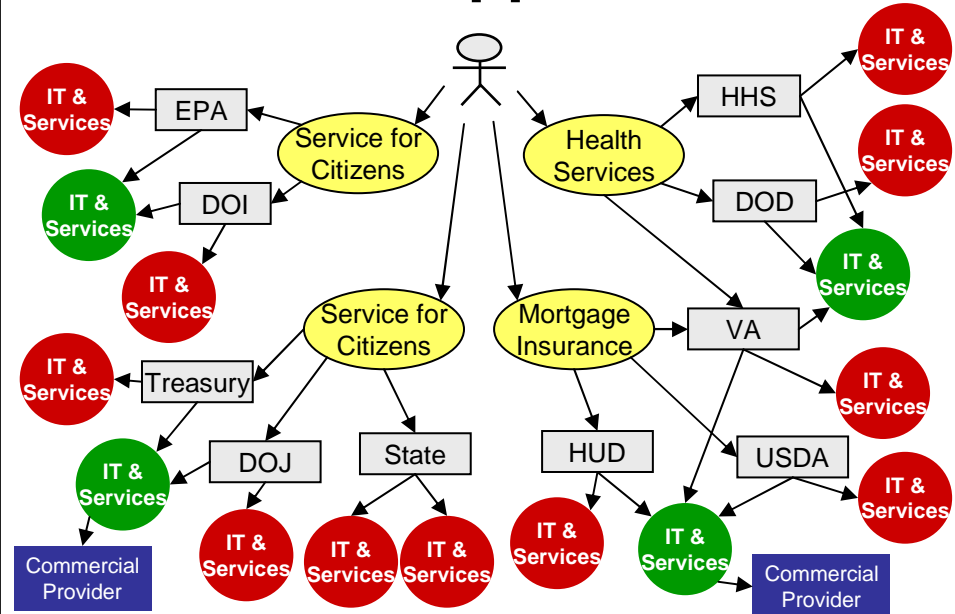 IT &
Services
HHS
IT &
Services
EPA
Service for
Citizens
Health
Services
IT &
Services
IT &
Services
DOI
DOD
IT &
Services
IT &
Services
Service for
Citizens
Mortgage
Insurance
VA
IT &
Services
Treasury
IT &
Services
DOJ
State
HUD
USDA
IT &
Services
IT &
Services
IT &
Services
IT &
Services
IT &
Services
IT &
Services
IT &
Services
IT &
Services
Commercial
Provider
Commercial
Provider